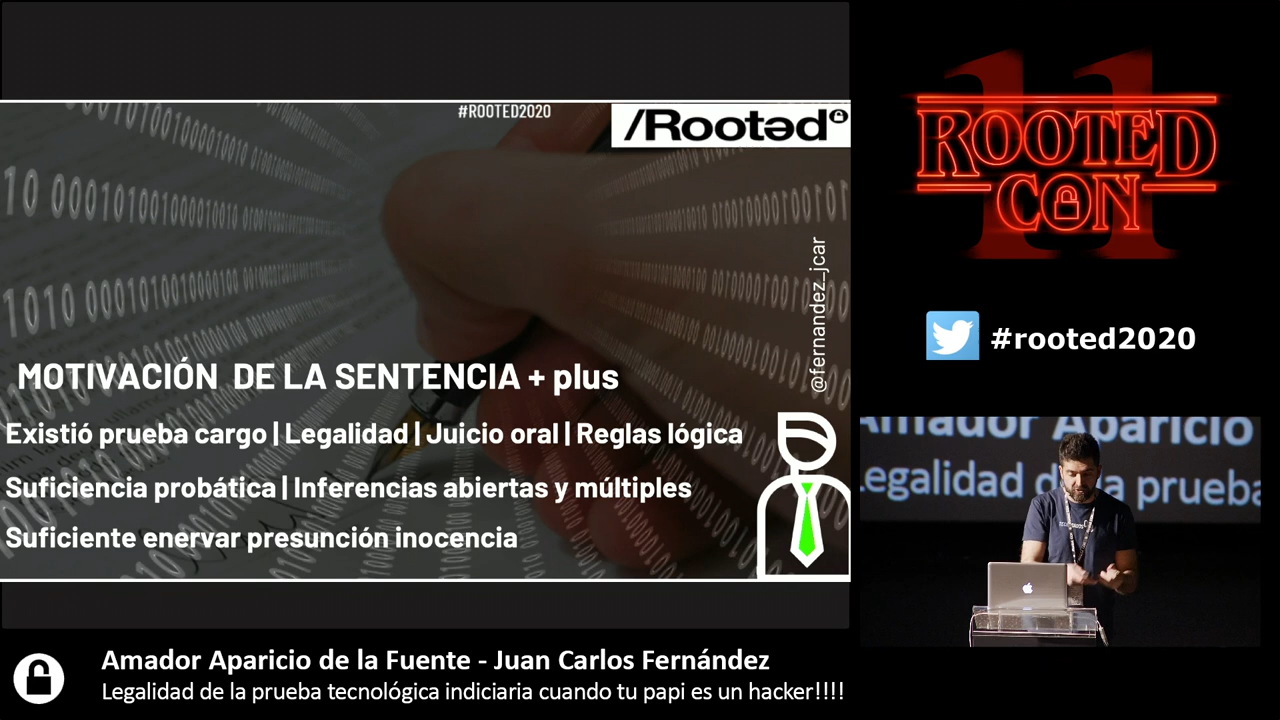 #ROOTED2020
/Rootəd
@fernandez_jcar
MOTIVACIÓN DE LA SENTENCIA + plus
Existió prueba cargo | Legalidad | Juicio oral | Reglas lógica
Suficiencia probática | Inferencias abiertas y múltiples
Suficiente enervar presunción inocencia
11
ROOTED
CON
#rooted2020
Amador Aparicio
Legalidad de la prueba
Amador Aparicio de la Fuente - Juan Carlos Fernández
Legalidad de la prueba tecnológica indiciaria cuando tu papi es un hacker!!!!